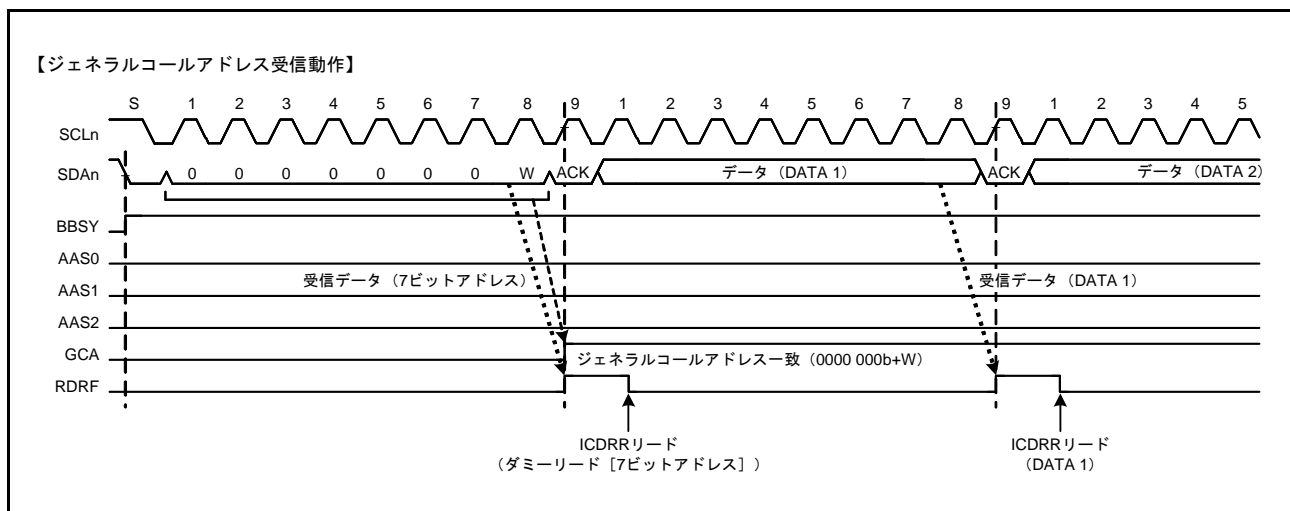 【ジェネラルコールアドレス受信動作】
S 1 2 3 4 5 6 7 8 9 1 2 3 4 5 6 7 8 9 1 2 3 4 5
SCLn
SDAn 0 0 0 0 0 0 0 W ACK データ（DATA 1） ACK データ（DATA 2）
BBSY
AAS0
受信データ（7ビットアドレス） 受信データ（DATA 1）
AAS1
AAS2
GCA ジェネラルコールアドレス一致（0000 000b+W）
RDRF
ICDRRリード ICDRRリード
（ダミーリード［7ビットアドレス］） （DATA 1）